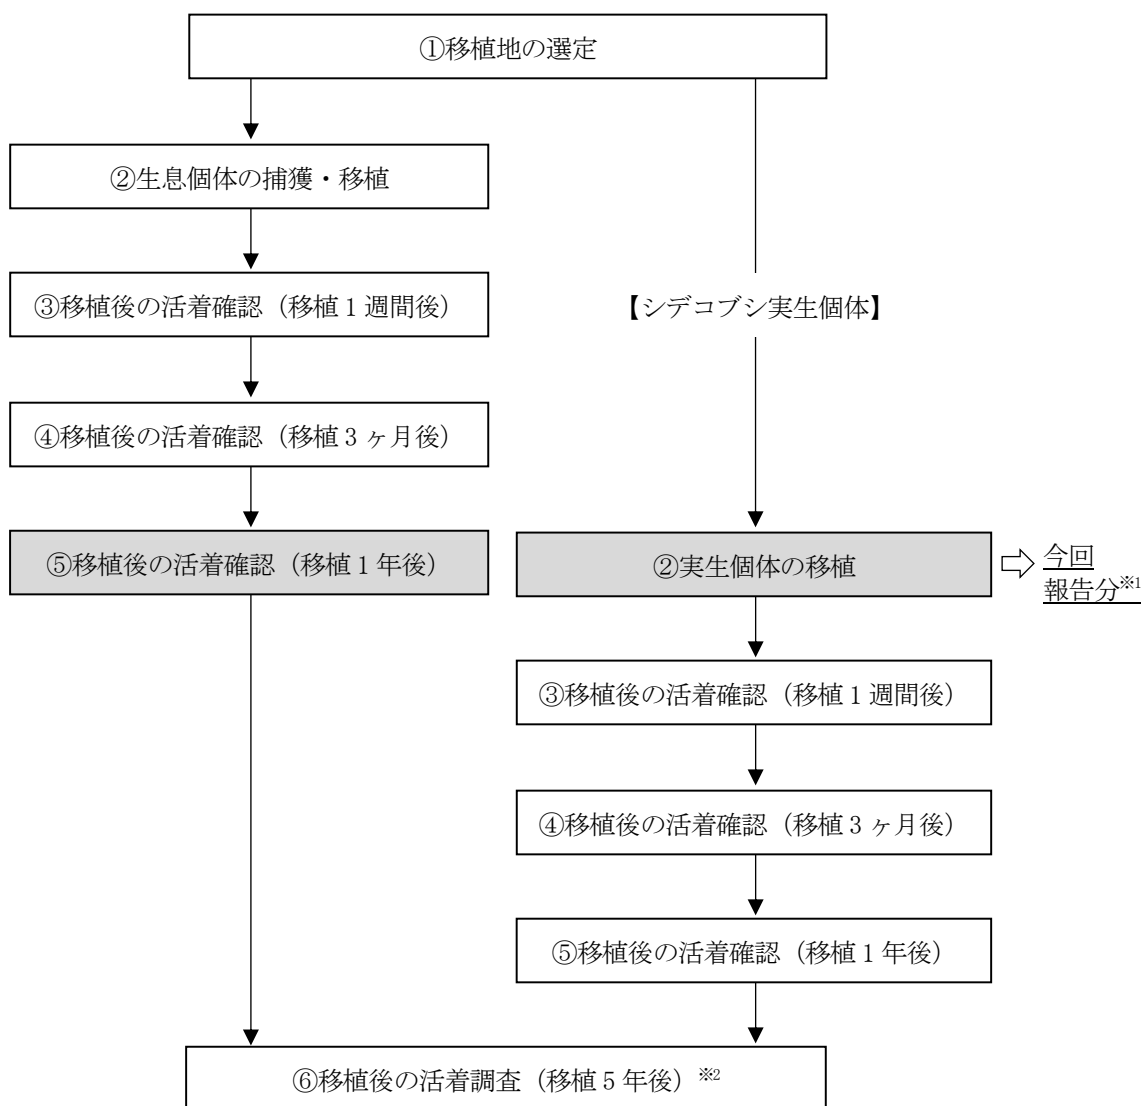 ①移植地の選定
②生息個体の捕獲・移植
③移植後の活着確認（移植1週間後）
【シデコブシ実生個体】
④移植後の活着確認（移植3ヶ月後）
⑤移植後の活着確認（移植1年後）
②実生個体の移植
今回
報告分※1
③移植後の活着確認（移植1週間後）
④移植後の活着確認（移植3ヶ月後）
⑤移植後の活着確認（移植1年後）
⑥移植後の活着調査（移植5年後）※2